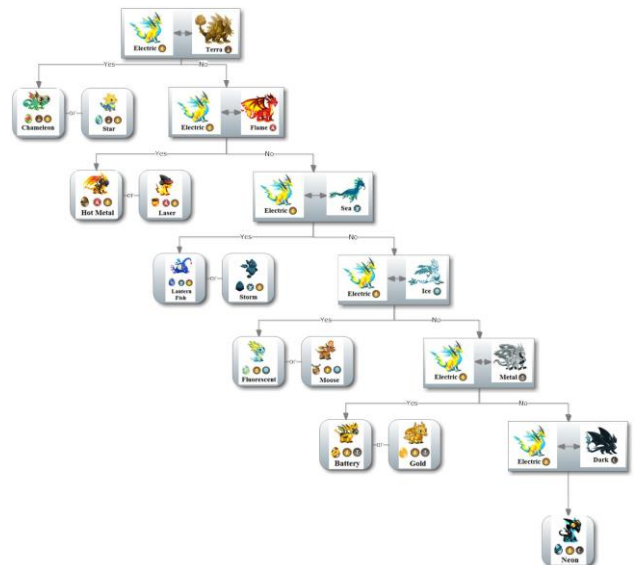 Electric
Terra
Yes
No
Chameleon
or
Star
Electric
Flame
Yes
No
Hot Metal
or
Laser
Electric
Sea
Yes
No
Lantern
Fish
or
Storm
Electric
Ice
Yes
No
Fluorescent
or
Moose
Electric
Metal
Yes
No
Battery
or
Gold
Electric
Dark
Neon